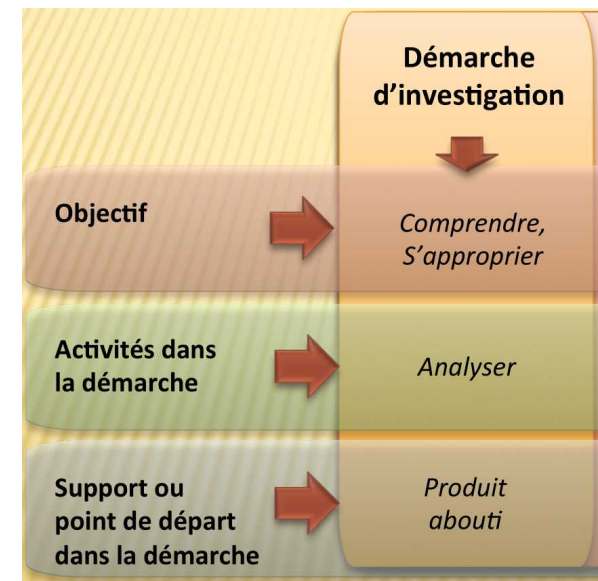 Démarche
d’investigation
Objectif
Comprendre,
S’approprier
Activités dans
la démarche
Analyser
Support ou
point de départ
dans la démarche
Produit
abouti